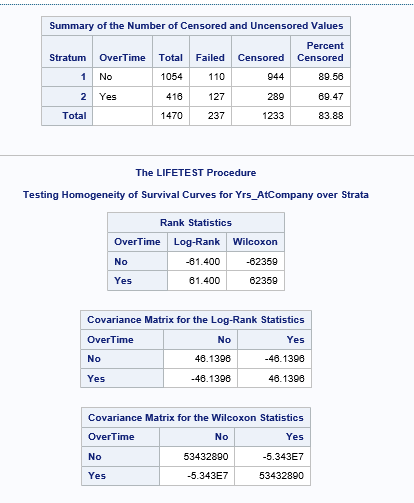 Summary of the Number of Censored and Uncensored Values
Stratum OverTime Total Failed Censored Percent Censored
1 No 1054 110 944 89.56
2 Yes 416 127 289 69.47
Total 1470 237 1233 83.88
The LIFETEST Procedure
Testing Homogeneity of Survival Curves for Yrs_AtCompany over Strata
Rank Statistics
OverTime Log-Rank Wilcoxon
No -61.400 -62359
Yes 61.400 62359
Covariance Matrix for the Log-Rank Statistics
OverTime No Yes
No 46.1396 -46.1396
Yes -46.1396 46.1396
Covariance Matrix for the Wilcoxon Statistics
OverTime No Yes
No 53432890 -5.343E7
Yes -5.343E7 53432890